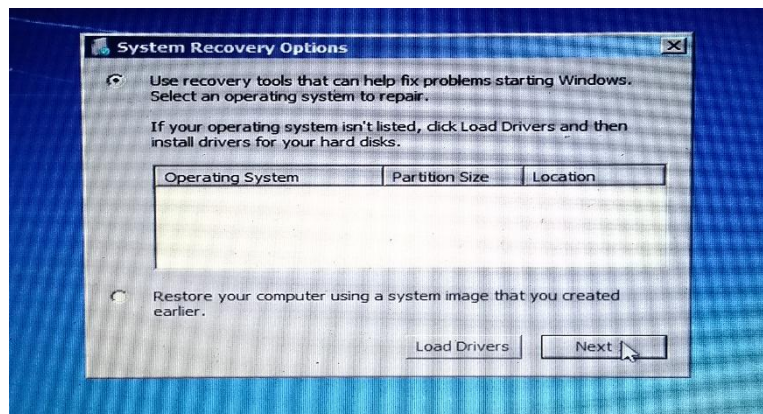 System Recovery Options
Use recovery tools that can help fix problems starting Windows.
Select an operating system to repair.
If your operating system isn't listed, click Load Drivers and then
install drivers for your hard disks.
Operating System Partition Size Location
Restore your computer using a system image that you created
earlier.
Load Drivers Next